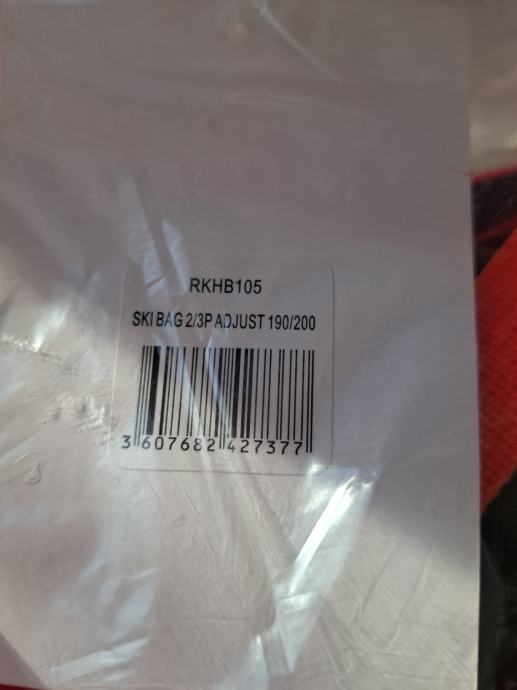 RKHB105
SKI BAG 2/3P ADJUST 190/200
3 607682 427377